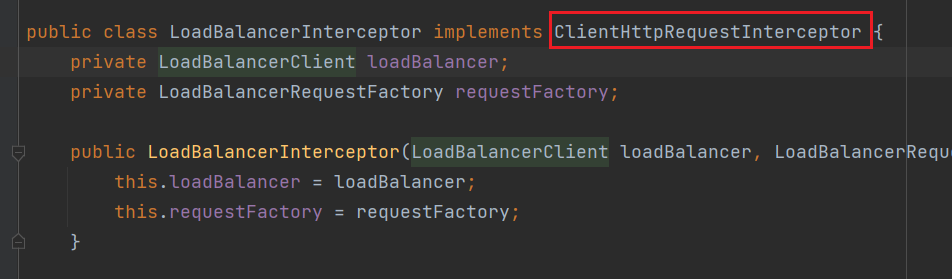 public class LoadBalancerInterceptor implements ClientHttpRequestInterceptor {
private LoadBalancerClient loadBalancer;
private LoadBalancerRequestFactory requestFactory;
public LoadBalancerInterceptor(LoadBalancerClient loadBalancer, LoadBalancerReque
this.loadBalancer = loadBalancer;
this.requestFactory = requestFactory;
}